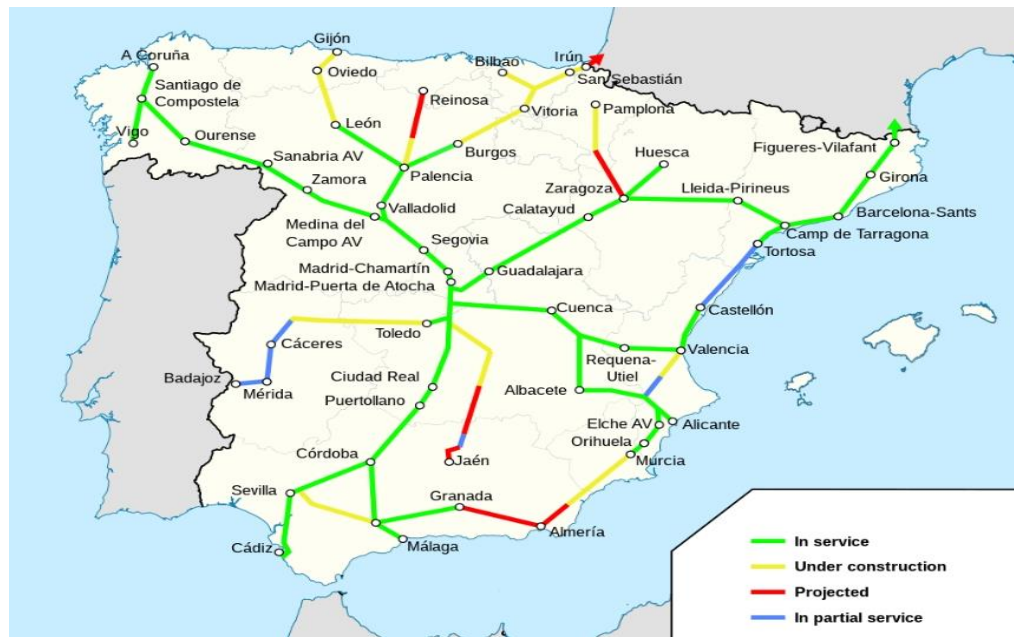 Gijón
A Coruña
Oviedo
Bilbao
Irún
San Sebastián
Santiago de
Compostela
Reinosa
Pamplona
Vitoria
León
Vigo
Ourense
Burgos
Huesca
Figueres-Vilafant
Sanabria AV
Palencia
Girona
Zamora
Zaragoza
Lleida-Pirineus
Valladolid
Calatayud
Barcelona-Sants
Medina del
Campo AV
Camp de Tarragona
Segovia
Tortosa
Madrid-Chamartín
Guadalajara
Madrid-Puerta de Atocha
Cuenca
Castellón
Toledo
Cáceres
Valencia
Requena-
Utiel
Badajoz
Ciudad Real
Mérida
Albacete
Puertollano
Elche AV
Alicante
Orihuela
Córdoba
Jaén
Murcia
Sevilla
Granada
Almería
Cádiz
Málaga
In service
Under construction
Projected
In partial service